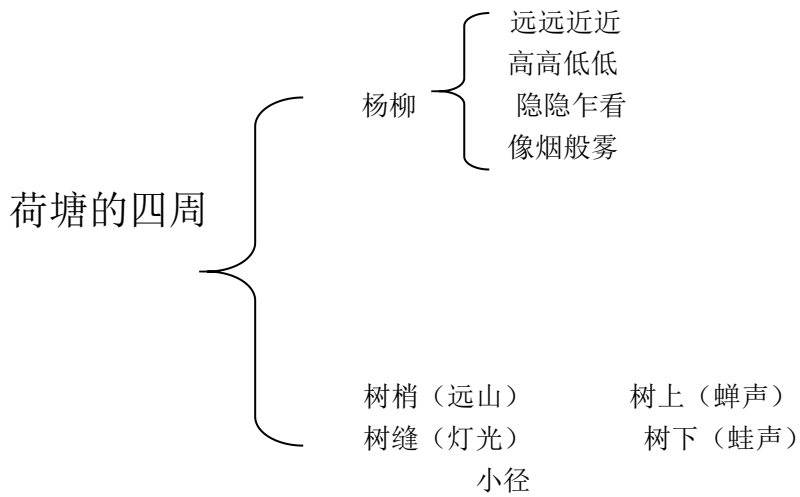 远远近近
高高低低
杨柳
隐隐乍看
像烟般雾
荷塘的四周
树梢（远山） 树上（蝉声）
树缝（灯光） 树下（蛙声）
小径